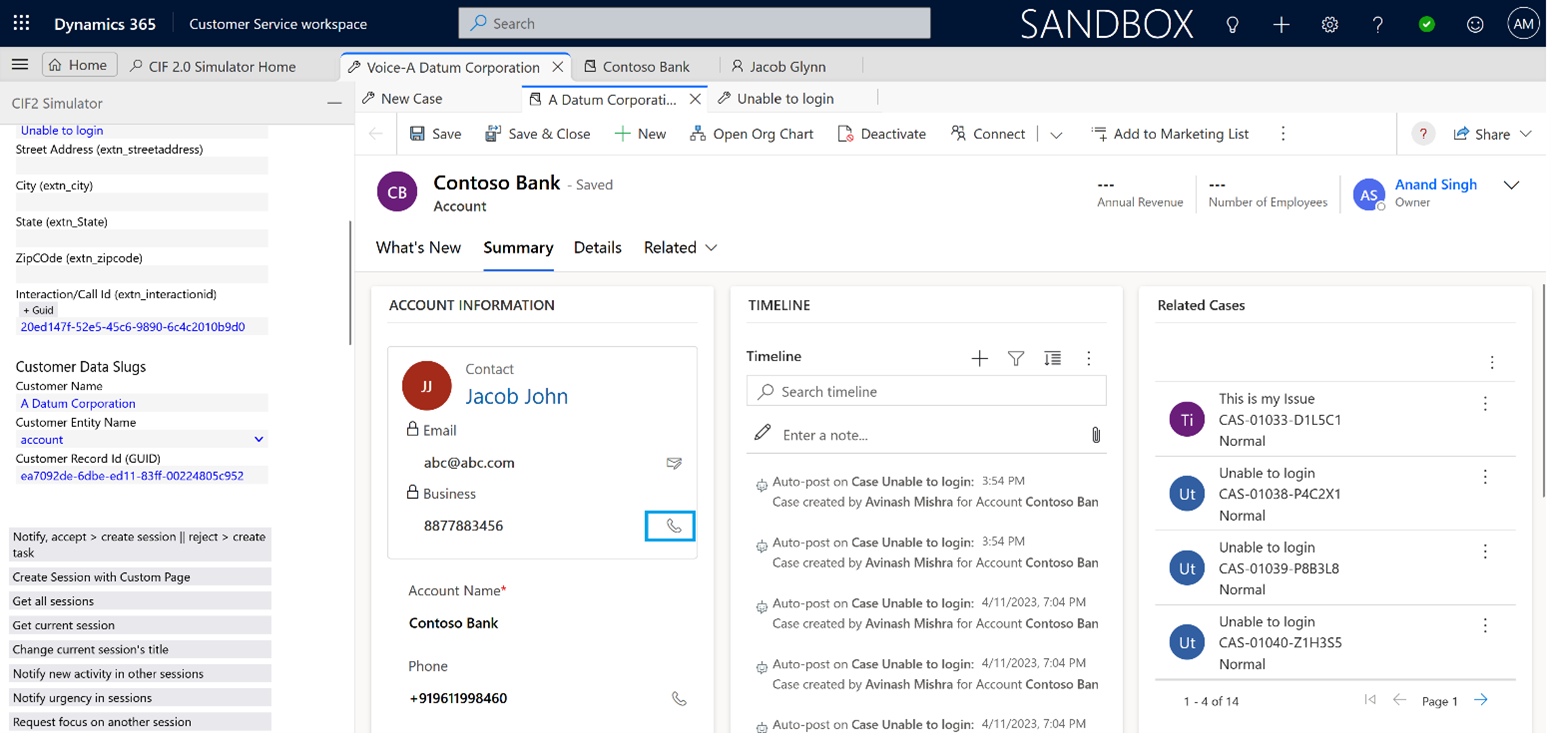 Dynamics 365
Customer Service workspace
Search
SANDBOX
AM
Home
CIF 2.0 Simulator Home
Voice-A Datum Corporation
Contoso Bank
Jacob Glynn
CIF2 Simulator
Unable to login
Street Address (extn_streetaddress)
City (extn_city)
State (extn_State)
ZipCOde (extn_zipcode)
Interaction/Call Id (extn_interactionid)
+ Guid
20ed147f-52e5-45c6-9890-6c4c2010b9d0
Customer Data Slugs
Customer Name
A Datum Corporation
Customer Entity Name
account
Customer Record Id (GUID)
ea7092de-6dbe-ed11-83ff-00224805c952
Notify, accept > create session || reject > create
task
Create Session with Custom Page
Get all sessions
Get current session
Change current session's title
Notify new activity in other sessions
Notify urgency in sessions
Request focus on another session
New Case
A Datum Corporati...
Unable to login
Save
Save & Close
New
Open Org Chart
Deactivate
Connect
Add to Marketing List
?
Share
CB
Contoso Bank - Saved
Account
---
Annual Revenue
---
Number of Employees
AS
Anand Singh
Owner
What's New
Summary
Details
Related
ACCOUNT INFORMATION
JJ
Contact
Jacob John
Email
abc@abc.com
Business
8877883456
Account Name*
Contoso Bank
Phone
+919611998460
TIMELINE
Timeline
Search timeline
Enter a note...
Auto-post on Case Unable to login: 3:54 PM
Case created by Avinash Mishra for Account Contoso Ban
Auto-post on Case Unable to login: 3:54 PM
Case created by Avinash Mishra for Account Contoso Ban
Auto-post on Case Unable to login: 4/11/2023, 7:04 PM
Case created by Avinash Mishra for Account Contoso Ban
Auto-post on Case Unable to login: 4/11/2023, 7:04 PM
Case created by Avinash Mishra for Account Contoso Ban
Auto-post on Case Unable to login: 4/11/2023, 7:04 PM
Related Cases
Ti
This is my Issue
CAS-01033-D1L5C1
Normal
Ut
Unable to login
CAS-01038-P4C2X1
Normal
Ut
Unable to login
CAS-01039-P8B3L8
Normal
Ut
Unable to login
CAS-01040-Z1H3S5
Normal
1 - 4 of 14
Page 1